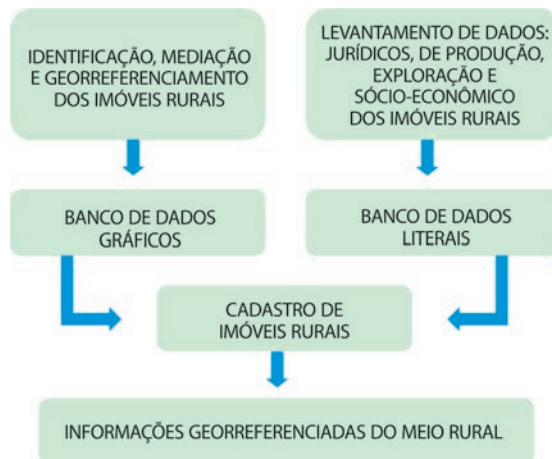 IDENTIFICAÇÃO, MEDIAÇÃO
E GEORREFERENCIAMENTO
DOS IMÓVEIS RURAIS
LEVANTAMENTO DE DADOS:
JURÍDICOS, DE PRODUÇÃO,
EXPLORAÇÃO E
SÓCIO-ECONÔMICO
DOS IMÓVEIS RURAIS
BANCO DE DADOS
GRÁFICOS
BANCO DE DADOS
LITERAIS
CADASTRO DE
IMÓVEIS RURAIS
INFORMAÇÕES GEORREFERENCIADAS DO MEIO RURAL